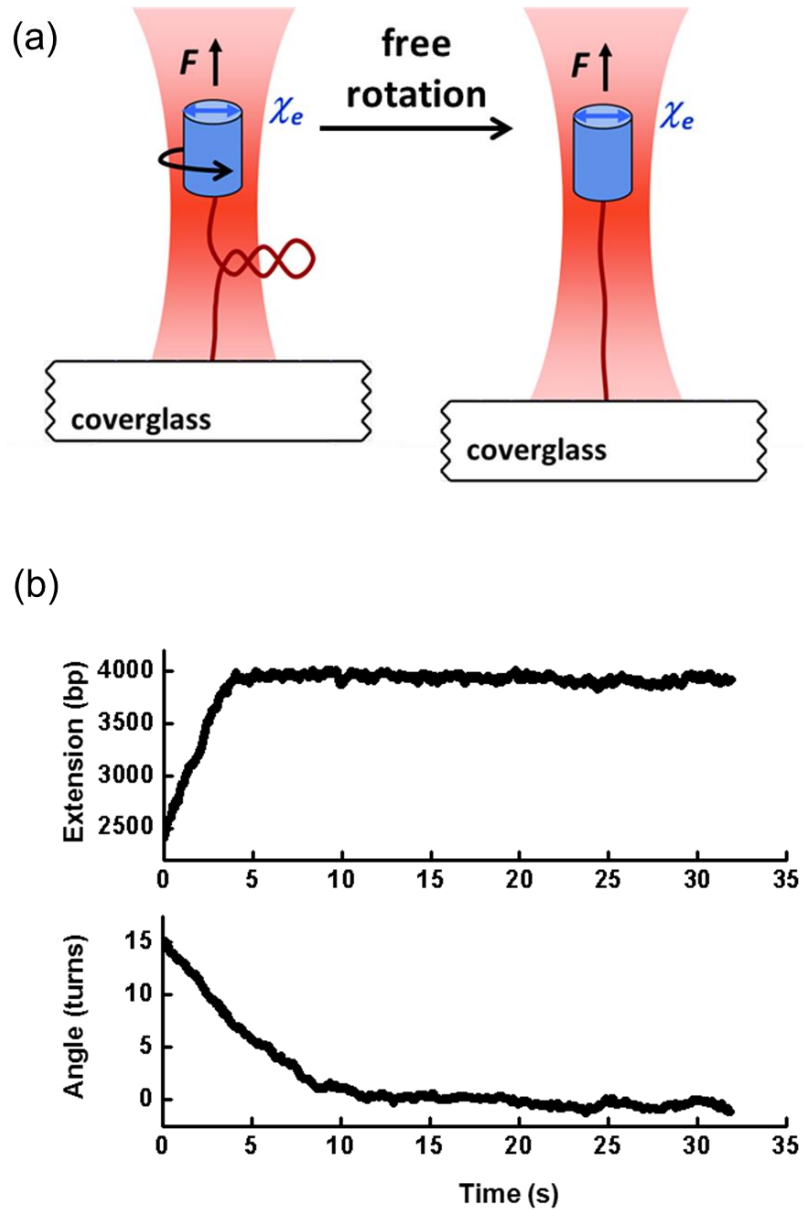 (a)
F
χe
free
rotation
F
χe
coverglass
coverglass
(b)
Extension (bp)
4000
3500
3000
2500
0 5 10 15 20 25 30 35
Angle (turns)
15
10
5
0
0 5 10 15 20 25 30 35
Time (s)